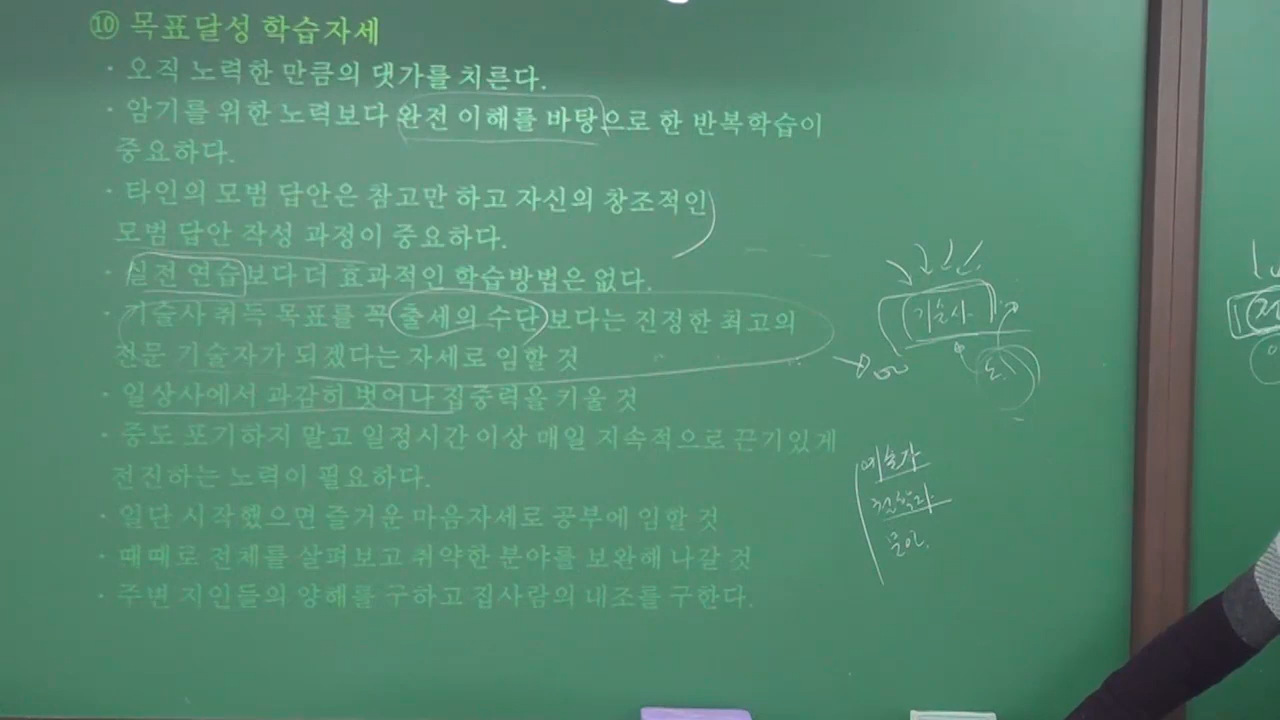 ⑩ 목표달성 학습자세
· 오직 노력한 만큼의 댓가를 치른다.
· 암기를 위한 노력보다 완전 이해를 바탕으로 한 반복학습이
중요하다.
· 타인의 모범 답안은 참고만 하고 자신의 창조적인
모범 답안 작성 과정이 중요하다.
· 실전 연습보다 더 효과적인 학습방법은 없다.
· 기술사 취득 목표를 꼭 출세의 수단보다는 진정한 최고의
전문 기술자가 되겠다는 자세로 임할 것
· 일상사에서 과감히 벗어나 집중력을 키울 것
· 중도 포기하지 말고 일정시간 이상 매일 지속적으로 끈기있게
전진하는 노력이 필요하다.
· 일단 시작했으면 즐거운 마음자세로 공부에 임할 것
· 때때로 전체를 살펴보고 취약한 분야를 보완해 나갈 것
· 주변 지인들의 양해를 구하고 집사람의 내조를 구한다.
기술사
예술가
철학자